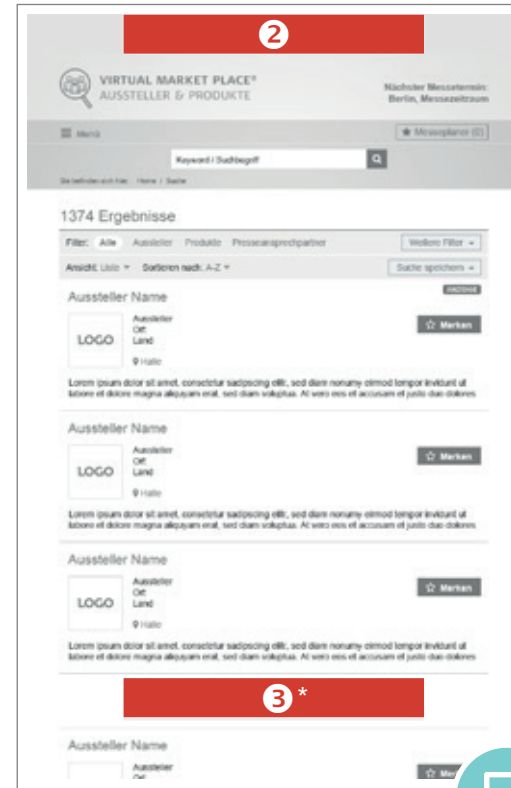 2
VIRTUAL MARKET PLACE®
AUSSTELLER & PRODUKTE
Nächster Messetermin:
Berlin, Messezeitraum
Menü
Messeplaner (0)
Keyword / Suchbegriff
Sie befinden sich hier: Home / Suche
1374 Ergebnisse
Filter: Alle Aussteller Produkte Presseansprechpartner Weitere Filter
Ansicht: Liste Sortieren nach: A-Z Suche speichern
ANZEIGE
Aussteller Name
LOGO
Aussteller
Ort
Land
Halle
Merken
Lorem ipsum dolor sit amet, consetetur sadipscing elitr, sed diam nonumy eirmod tempor invidunt ut
labore et dolore magna aliquyam erat, sed diam voluptua. At vero eos et accusam et justo duo dolores
Aussteller Name
LOGO
Aussteller
Ort
Land
Halle
Merken
Lorem ipsum dolor sit amet, consetetur sadipscing elitr, sed diam nonumy eirmod tempor invidunt ut
labore et dolore magna aliquyam erat, sed diam voluptua. At vero eos et accusam et justo duo dolores
Aussteller Name
LOGO
Aussteller
Ort
Land
Halle
Merken
Lorem ipsum dolor sit amet, consetetur sadipscing elitr, sed diam nonumy eirmod tempor invidunt ut
labore et dolore magna aliquyam erat, sed diam voluptua. At vero eos et accusam et justo duo dolores
3 *
Aussteller Name
Aussteller
Ort